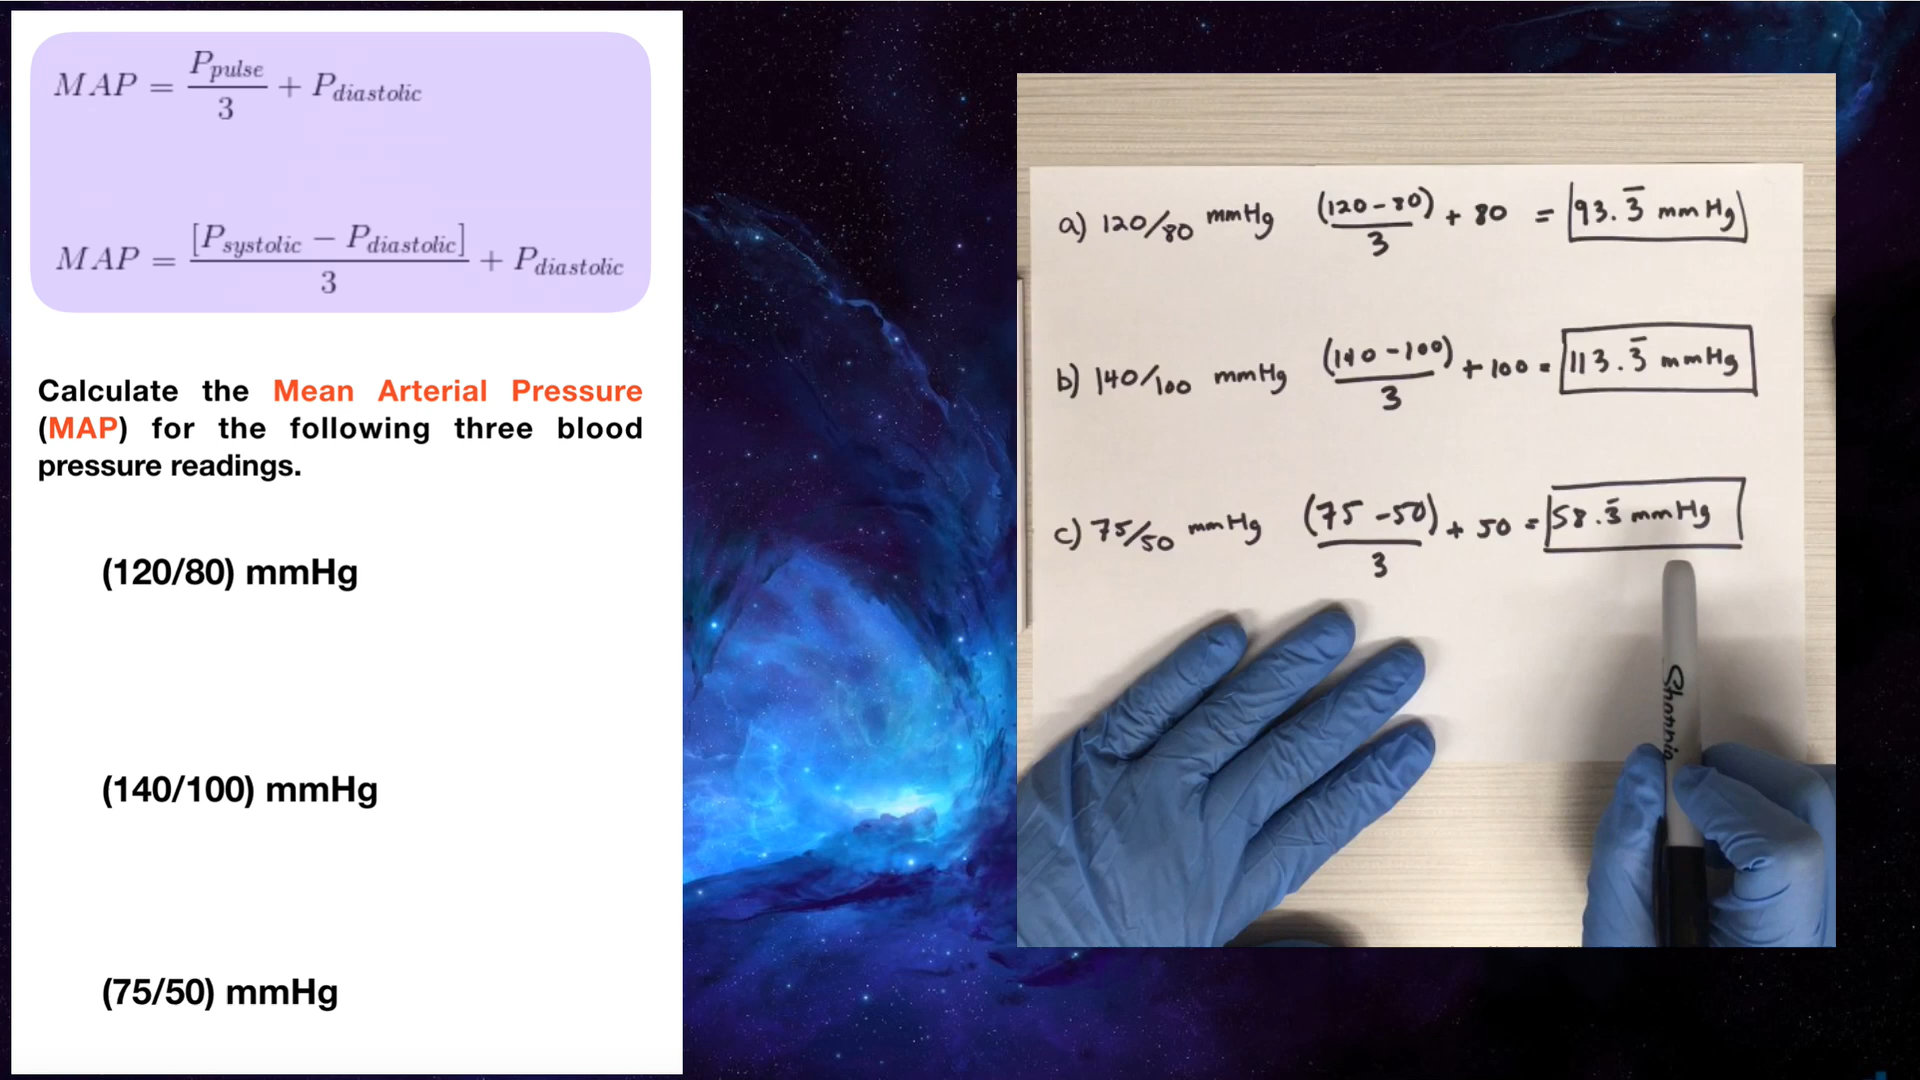 MAP = P_pulse/3 + P_diastolic
MAP = [P_systolic − P_diastolic]/3 + P_diastolic
Calculate the Mean Arterial Pressure
(MAP) for the following three blood
pressure readings.
(120/80) mmHg
(140/100) mmHg
(75/50) mmHg
a) 120/80 mmHg (120-80)/3 + 80 = 93.3̅ mmHg
b) 140/100 mmHg (140-100)/3 + 100 = 113.3̅ mmHg
c) 75/50 mmHg (75-50)/3 + 50 = 58.3̅ mmHg
Sharpie